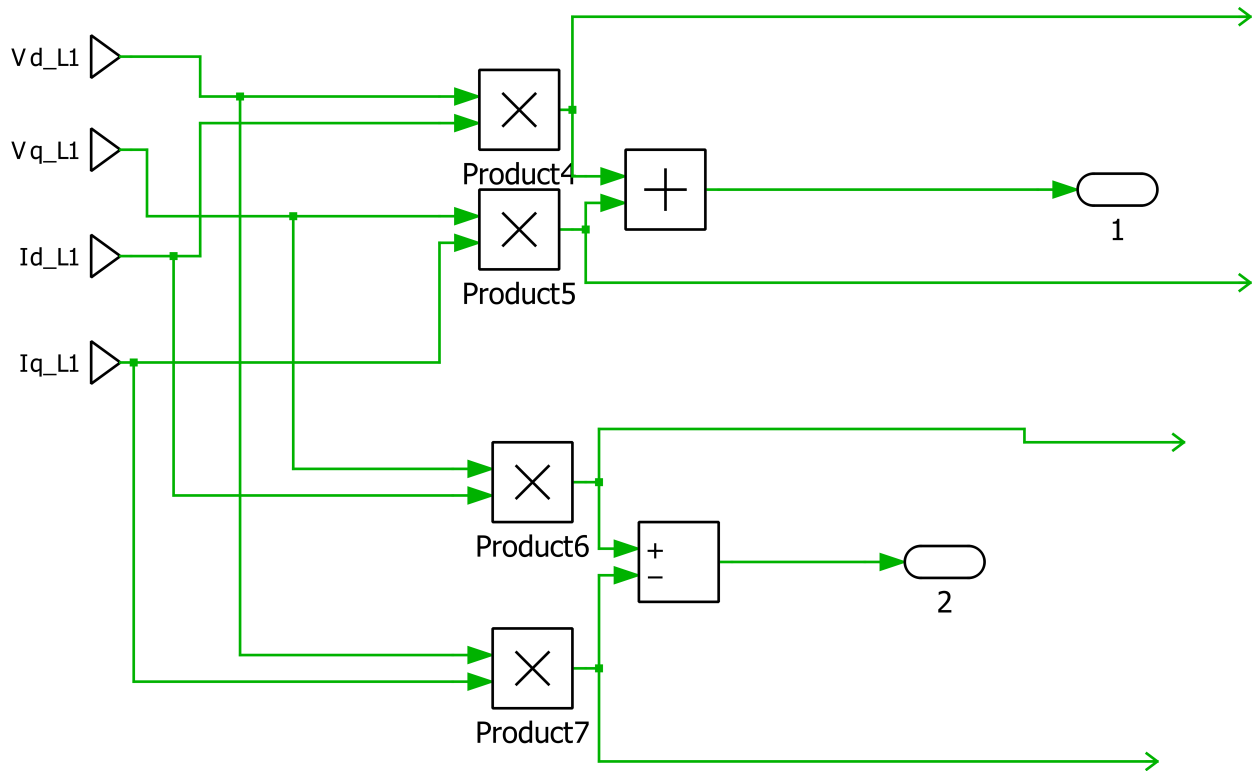 Vd_L1
Vq_L1
Product4
1
Id_L1
Product5
Iq_L1
Product6
+
−
2
Product7